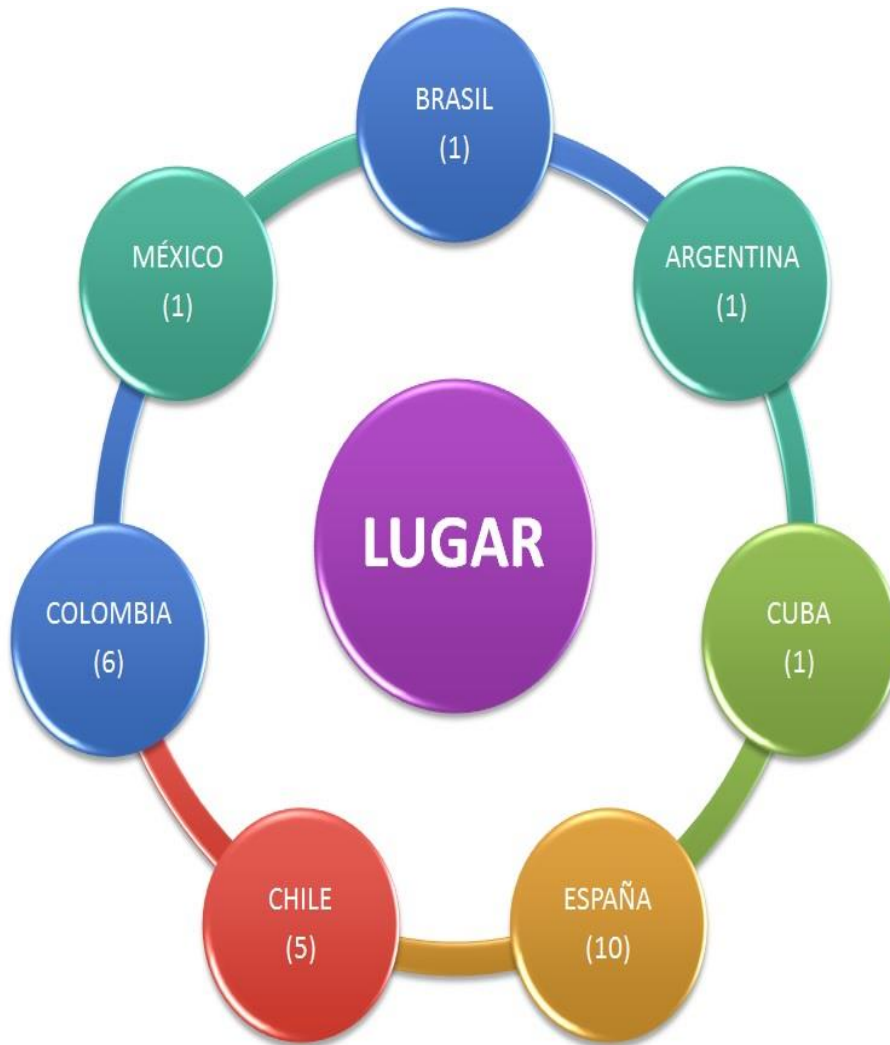 BRASIL
(1)
MÉXICO
(1)
ARGENTINA
(1)
LUGAR
COLOMBIA
(6)
CUBA
(1)
CHILE
(5)
ESPAÑA
(10)